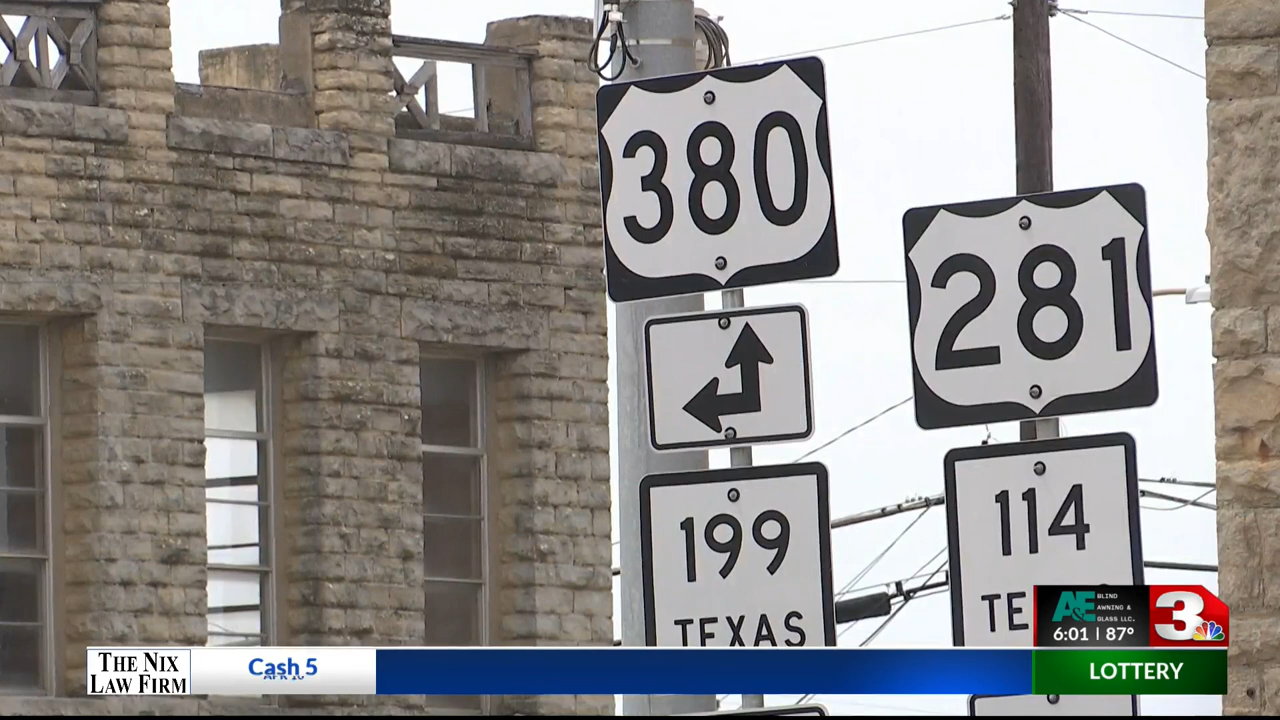 380
281
199
TEXAS
114
TE
A&E BLIND
AWNING &
GLASS LLC.
6:01 | 87°
3
THE NIX
LAW FIRM
Cash 5
LOTTERY